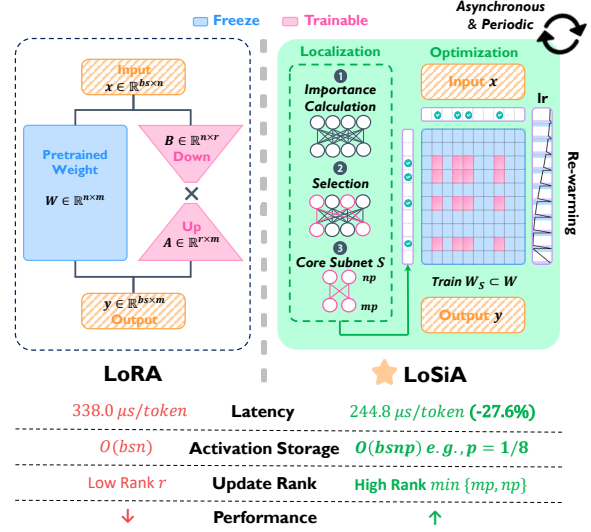 Freeze
Trainable
Asynchronous
& Periodic
Input
x ∈ ℝ^{bs×n}
Pretrained
Weight
W ∈ ℝ^{n×m}
B ∈ ℝ^{n×r}
Down
×
Up
A ∈ ℝ^{r×m}
y ∈ ℝ^{bs×m}
Output
Localization
1
Importance
Calculation
2
Selection
3
Core Subnet S
np
mp
Optimization
Input x
lr
Re-warming
Train W_S ⊂ W
Output y
LoRA
LoSiA
338.0 μs/token
Latency
244.8 μs/token (-27.6%)
O(bsn)
Activation Storage
O(bsnp) e.g., p = 1/8
Low Rank r
Update Rank
High Rank min {mp, np}
↓
Performance
↑